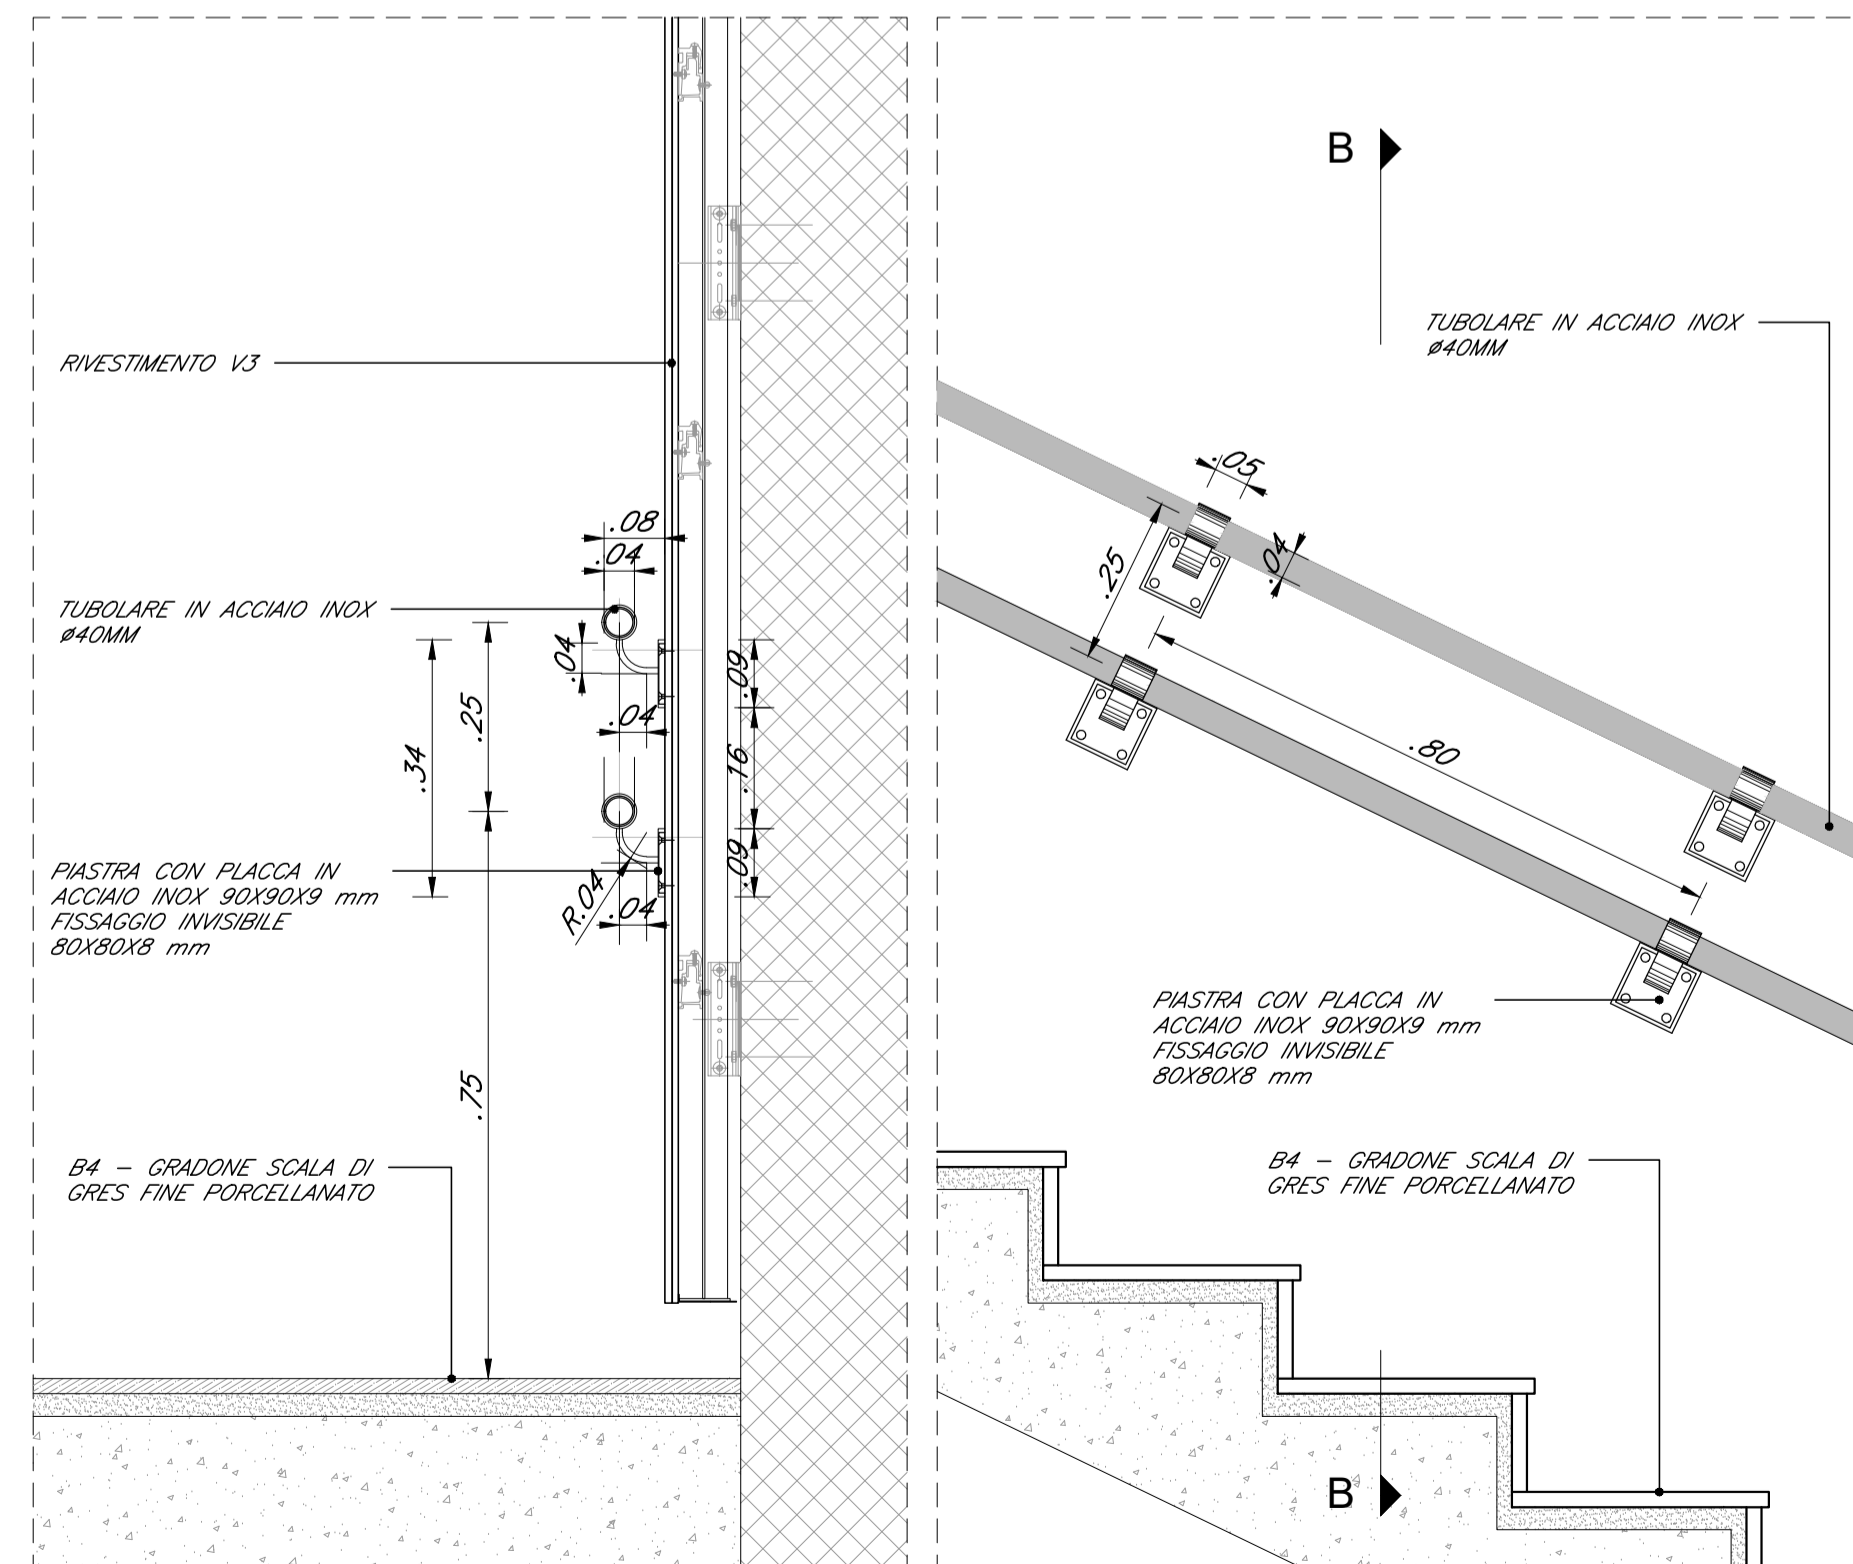 RIVESTIMENTO V3
.08
.04
TUBOLARE IN ACCIAIO INOX
ø40MM
.04
.09
.04
.25
.34
.16
PIASTRA CON PLACCA IN
ACCIAIO INOX 90X90X9 mm
FISSAGGIO INVISIBILE
80X80X8 mm
.09
R.04
.04
.75
B4 - GRADONE SCALA DI
GRES FINE PORCELLANATO
B
TUBOLARE IN ACCIAIO INOX
ø40MM
.05
.25
.04
.80
PIASTRA CON PLACCA IN
ACCIAIO INOX 90X90X9 mm
FISSAGGIO INVISIBILE
80X80X8 mm
B4 - GRADONE SCALA DI
GRES FINE PORCELLANATO
B